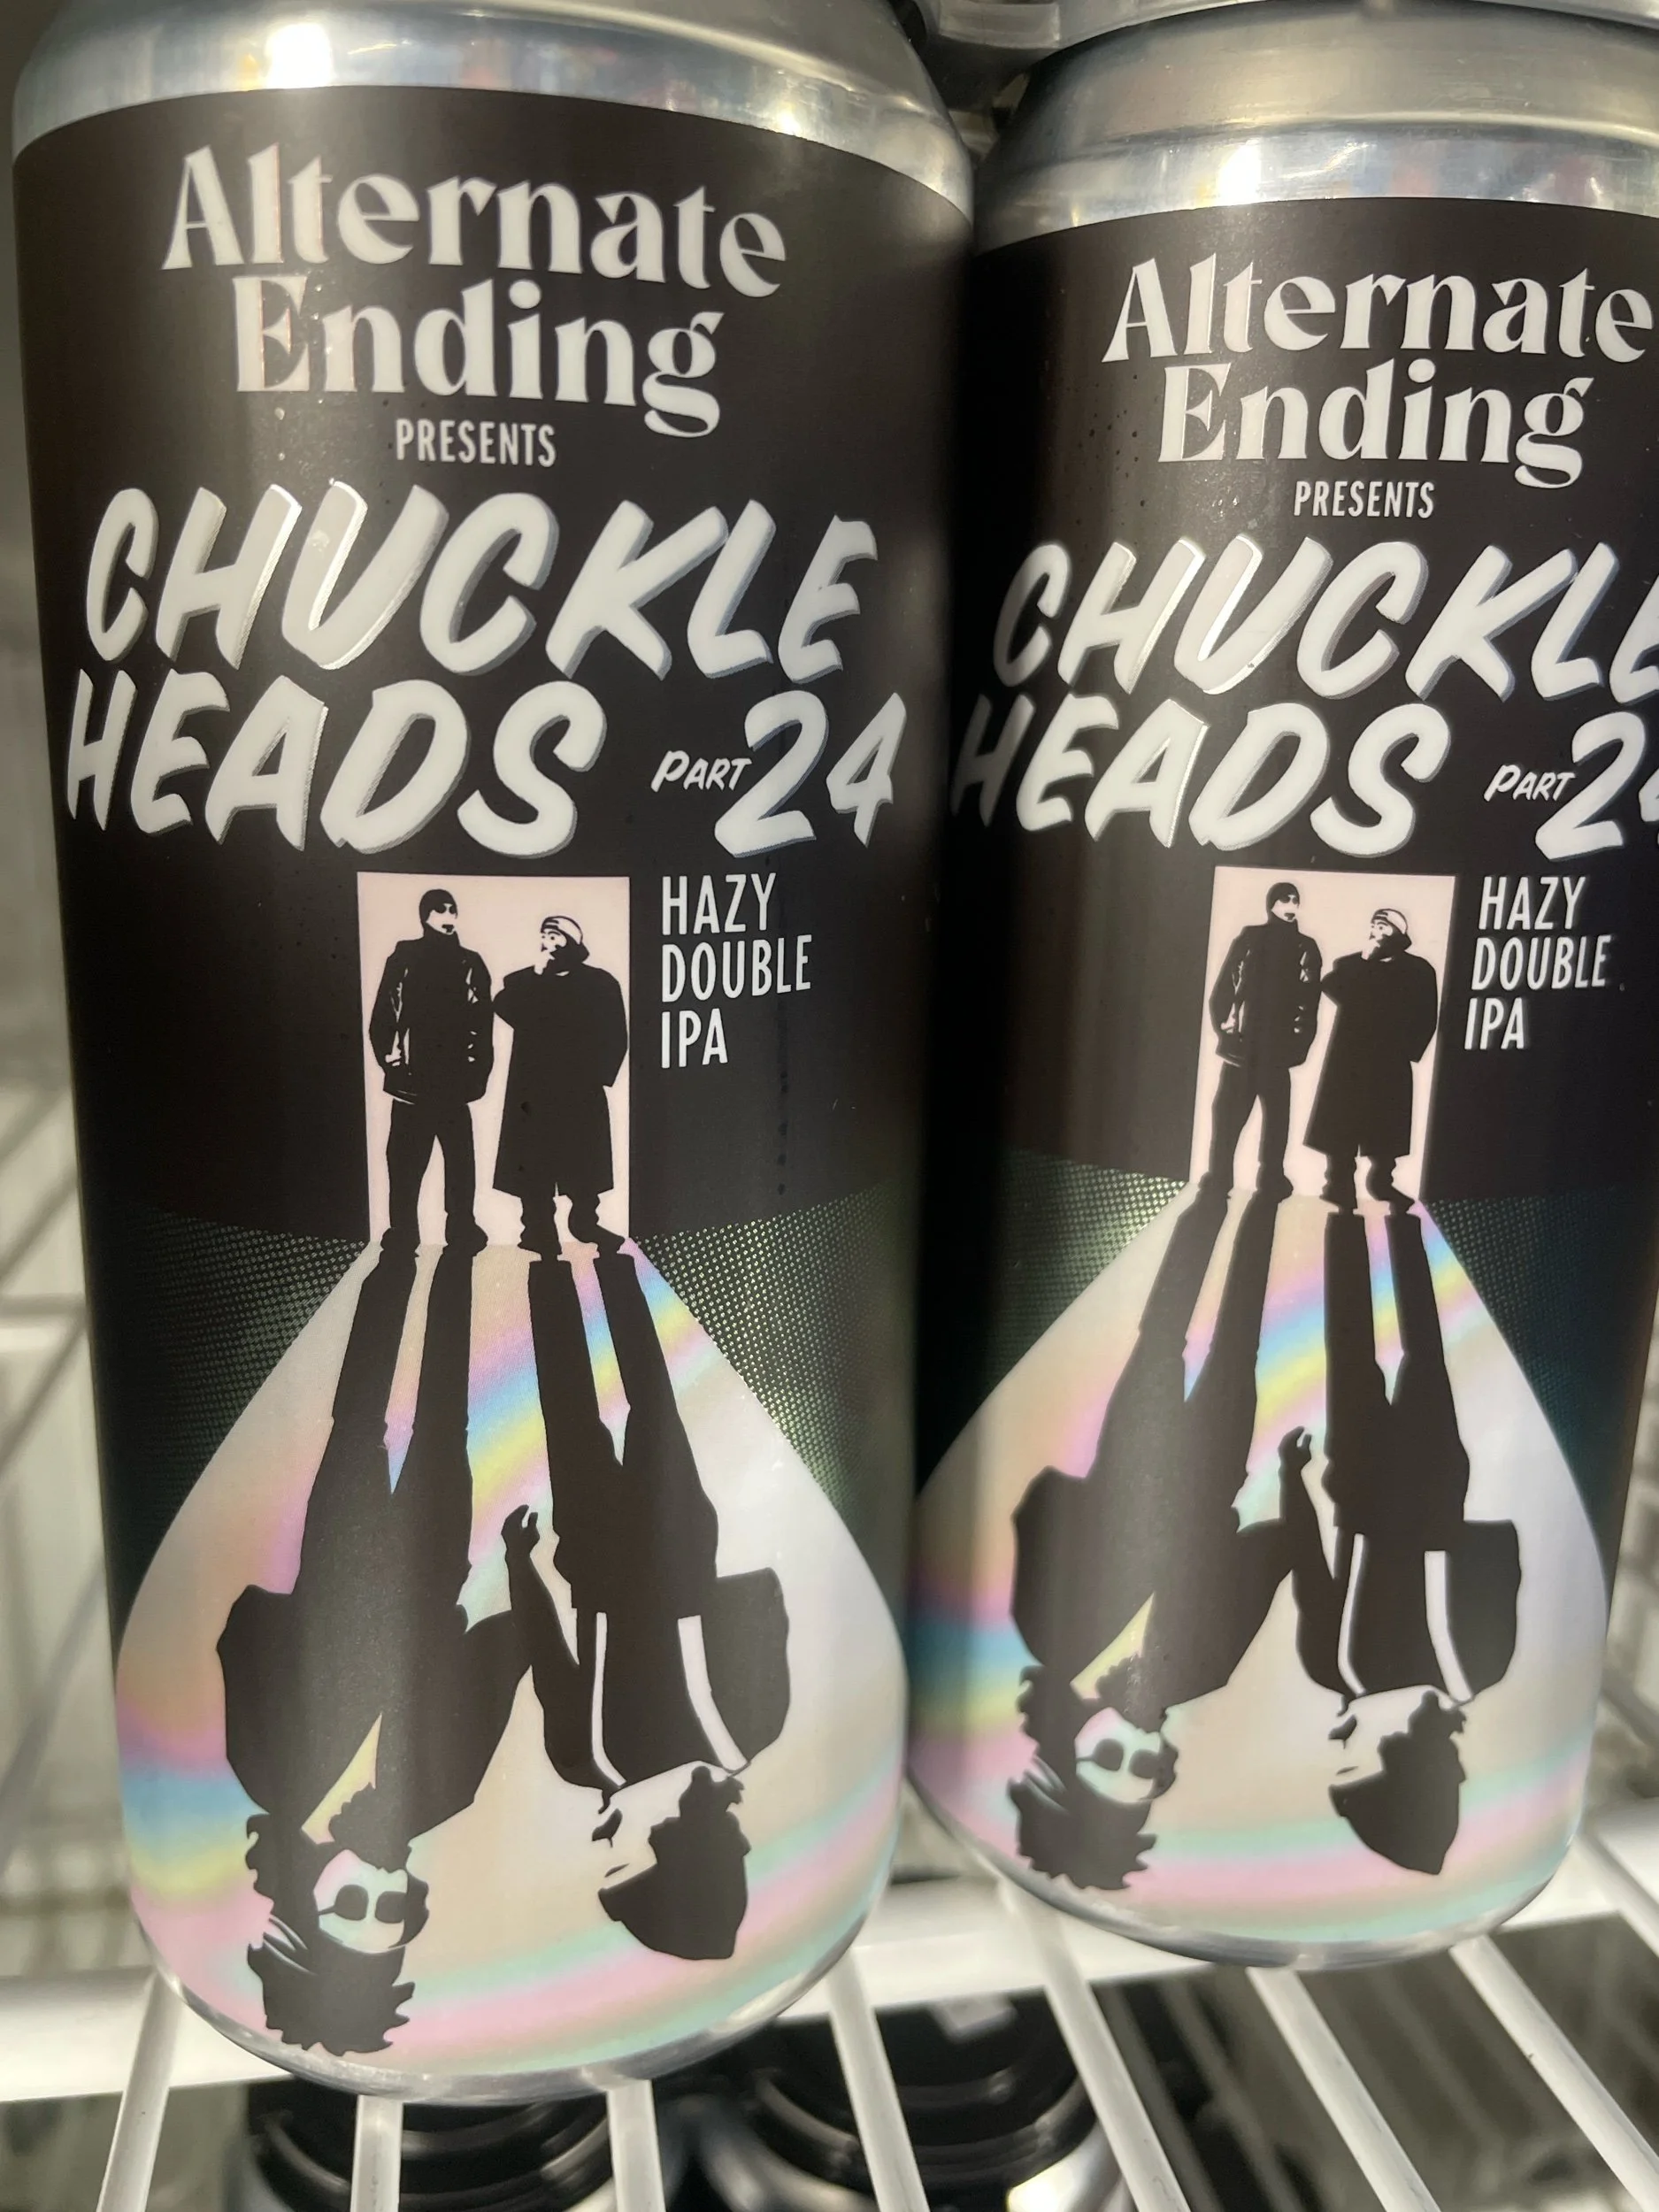 Alternate
Ending
PRESENTS
CHUCKLE
HEADS PART 24
HAZY
DOUBLE
IPA
Alternate
Ending
PRESENTS
CHUCKLE
HEADS PART 24
HAZY
DOUBLE
IPA